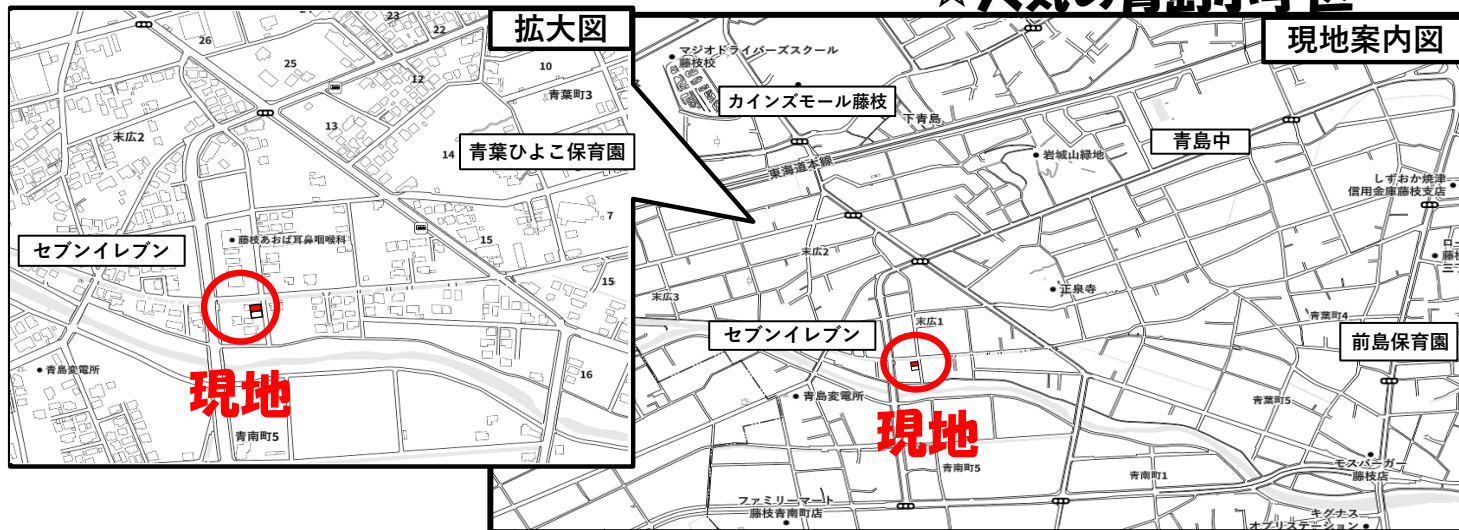 拡大図
26
25
23
22
12
10
青葉町3
13
末広2
14
青葉ひよこ保育園
7
15
セブンイレブン
藤枝あおば耳鼻咽喉科
15
青島変電所
16
現地
青南町5
現地案内図
マジオドライバーズスクール
藤枝校
カインズモール藤枝
下青島
東海道本線
岩城山緑地
青島中
しずおか焼津
信用金庫藤枝支店
末広2
末広3
正泉寺
セブンイレブン
末広1
青葉町4
前島保育園
青島変電所
青葉町5
現地
青南町5
青南町1
モスバーガー
藤枝店
ファミリーマート
藤枝青南町店
キグナス